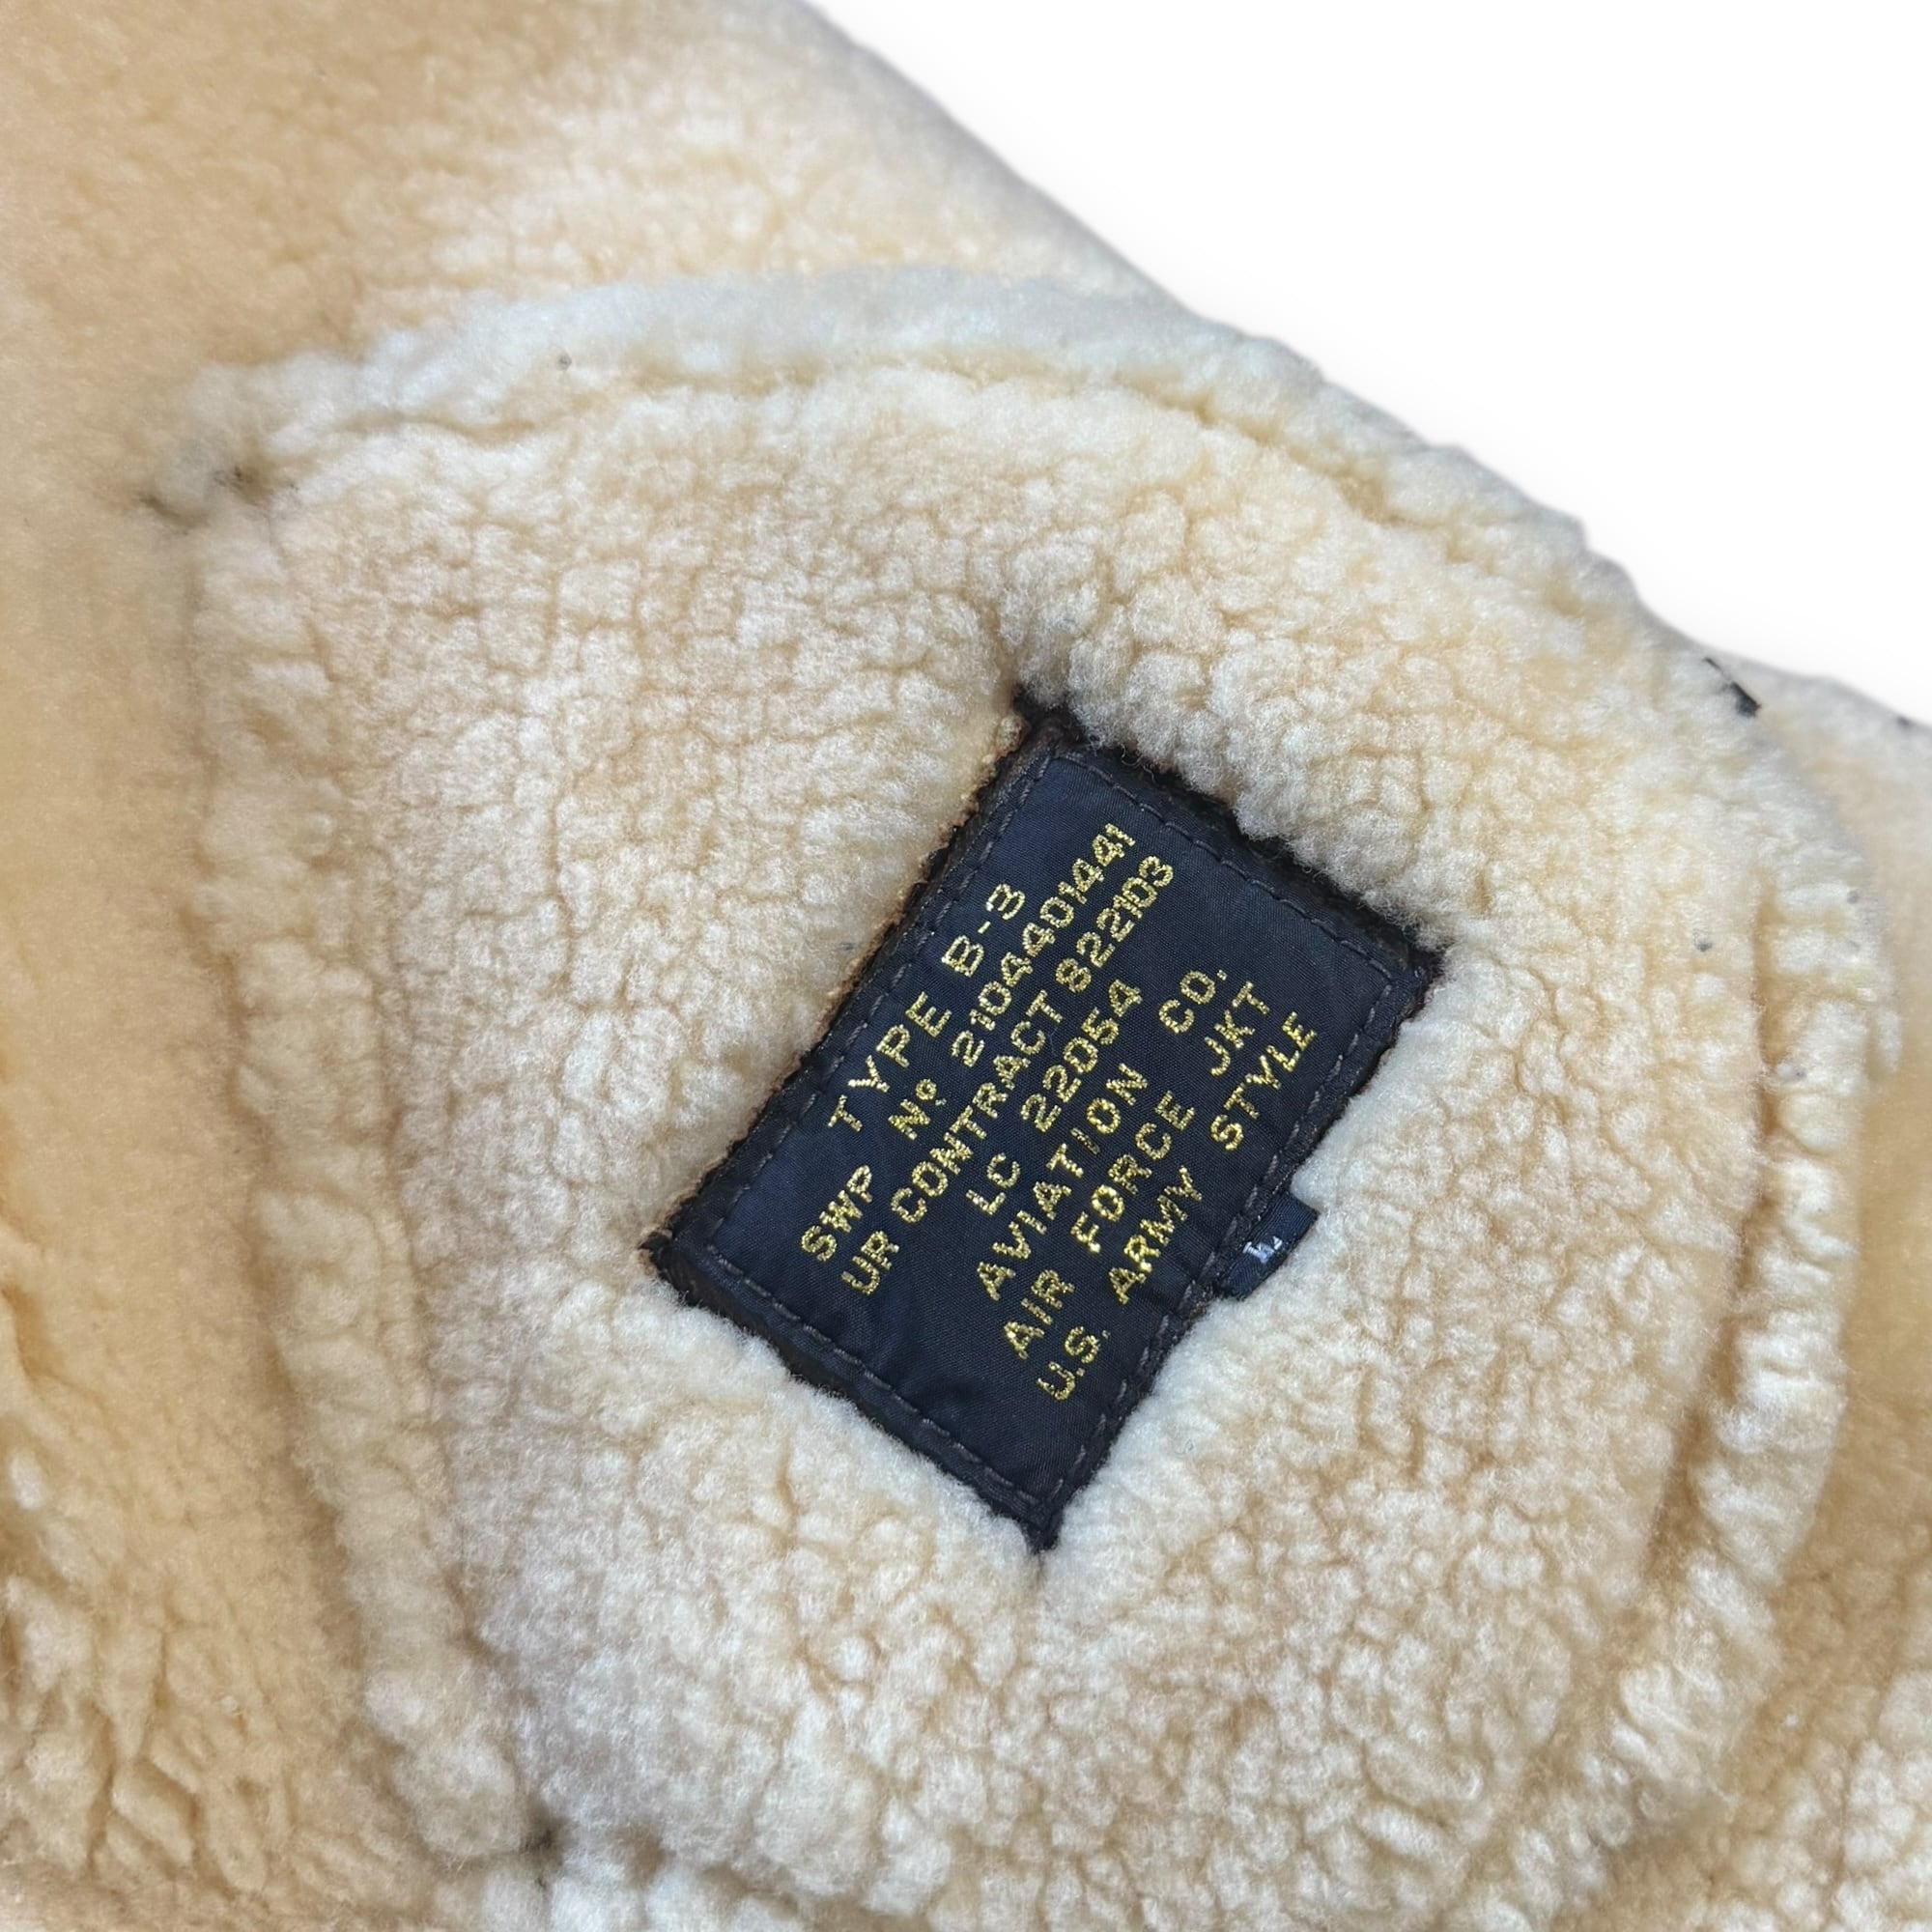 TYPE B-3
SWP Nº 2104401441
UR CONTRACT 822103
LC 22054
AVIATION CO.
AIR FORCE JKT
U.S. ARMY STYLE